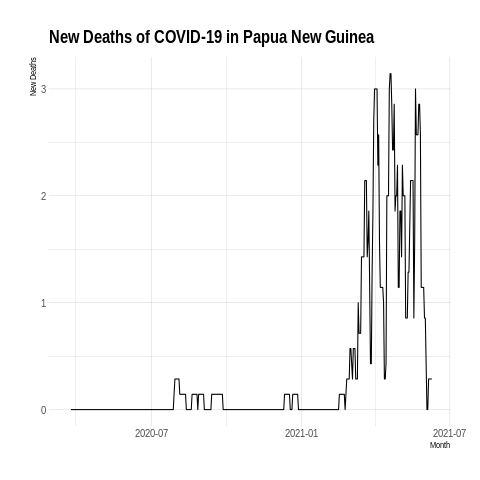 New Deaths of COVID-19 in Papua New Guinea
New Deaths
3
2
1
0
2020-07
2021-01
2021-07
Month